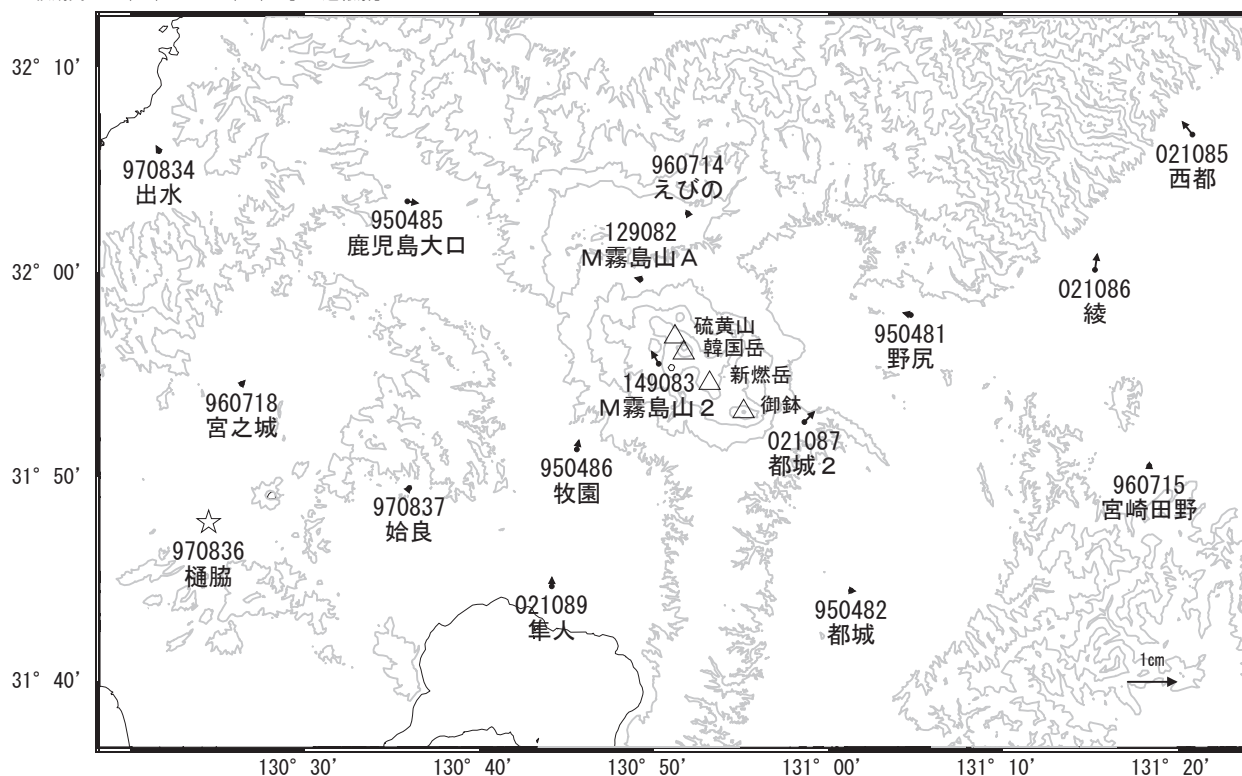 32° 10'
970834
出水
950485
鹿児島大口
960714
えびの
129082
M霧島山A
021085
西都
32° 00'
021086
綾
950481
野尻
硫黄山
韓国岳
新燃岳
御鉢
149083
M霧島山2
960718
宮之城
021087
都城2
950486
牧園
31° 50'
970837
姶良
960715
宮崎田野
970836
樋脇
021089
隼人
950482
都城
31° 40'
1cm
130° 30'
130° 40'
130° 50'
131° 00'
131° 10'
131° 20'